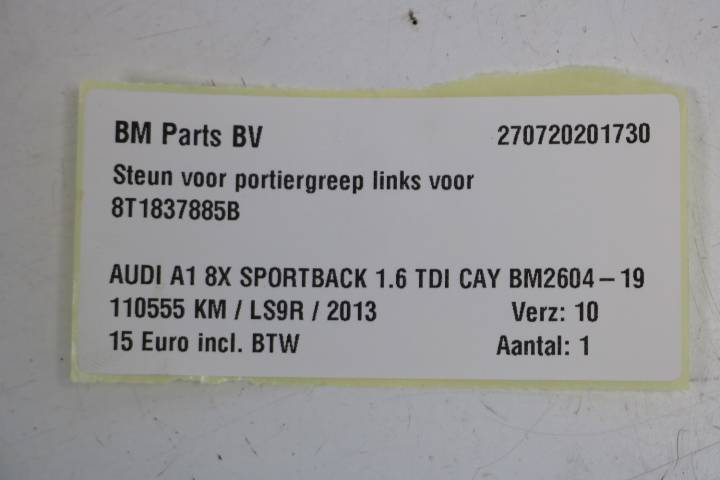 BM Parts BV 270720201730
Steun voor portiergreep links voor
8T1837885B
AUDI A1 8X SPORTBACK 1.6 TDI CAY BM2604-19
110555 KM / LS9R / 2013 Verz: 10
15 Euro incl. BTW Aantal: 1